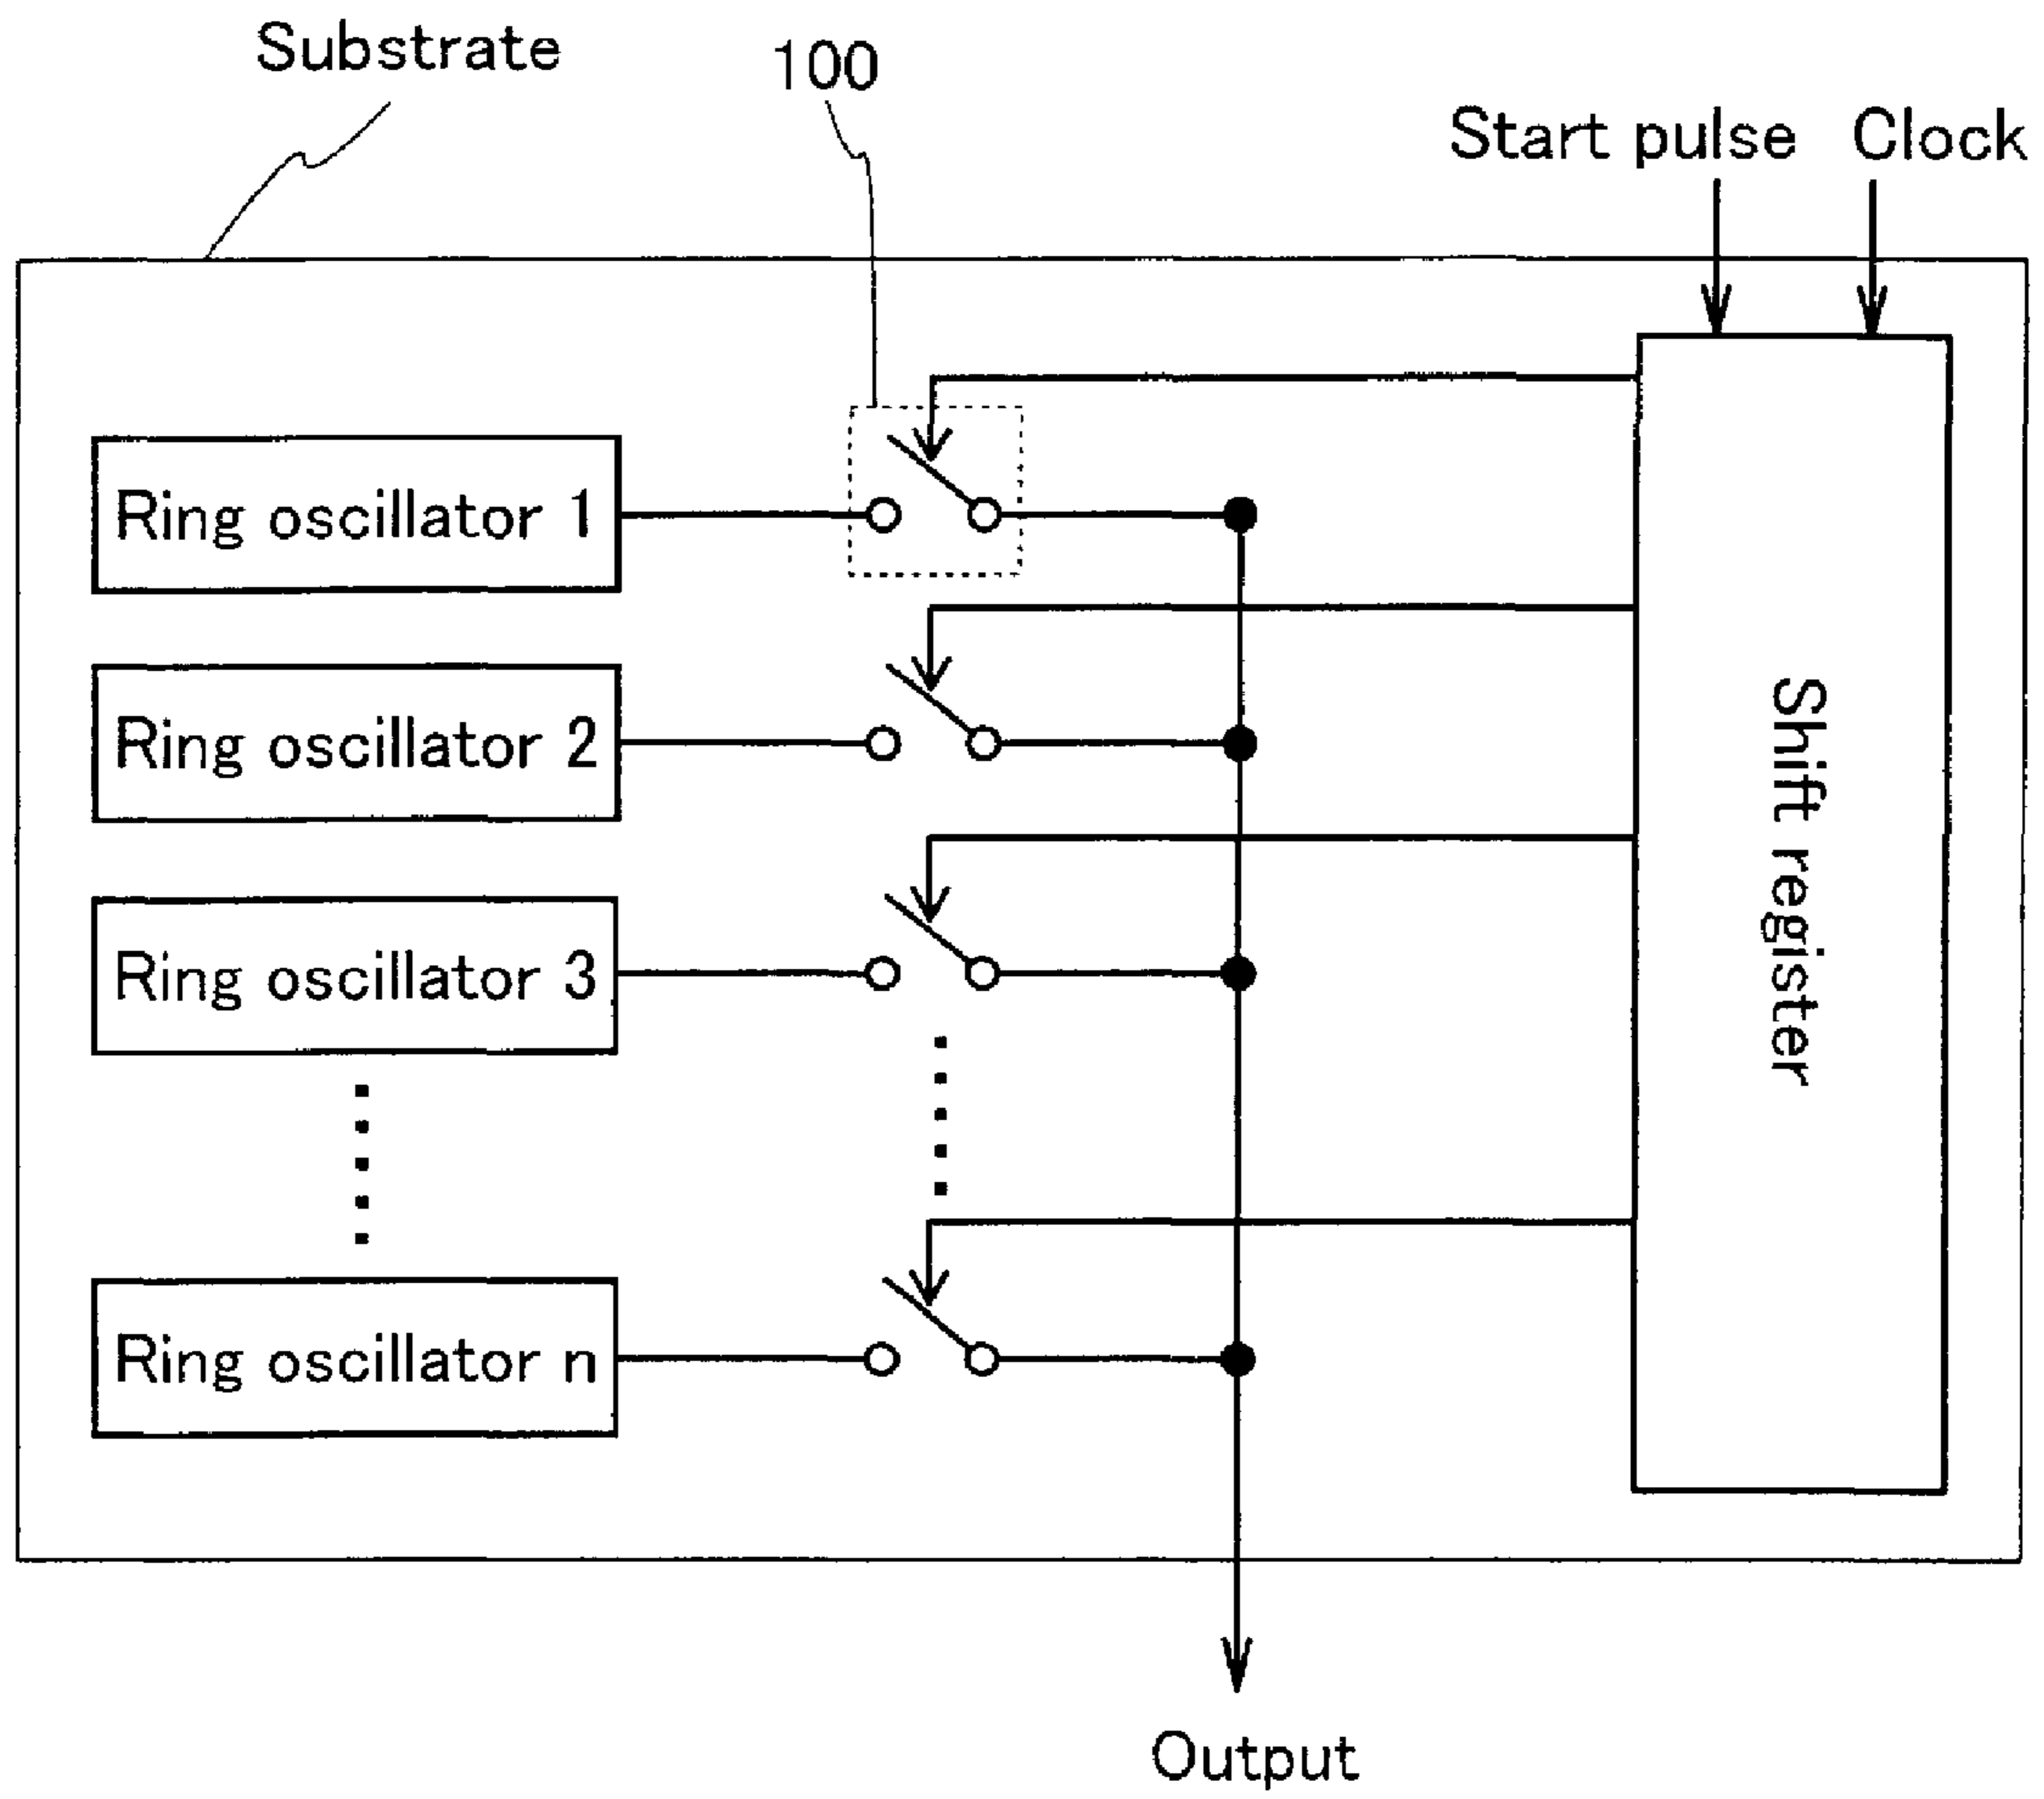 Substrate
100
Start pulse
Clock
Ring oscillator 1
Ring oscillator 2
Ring oscillator 3
Ring oscillator n
Shift register
Output